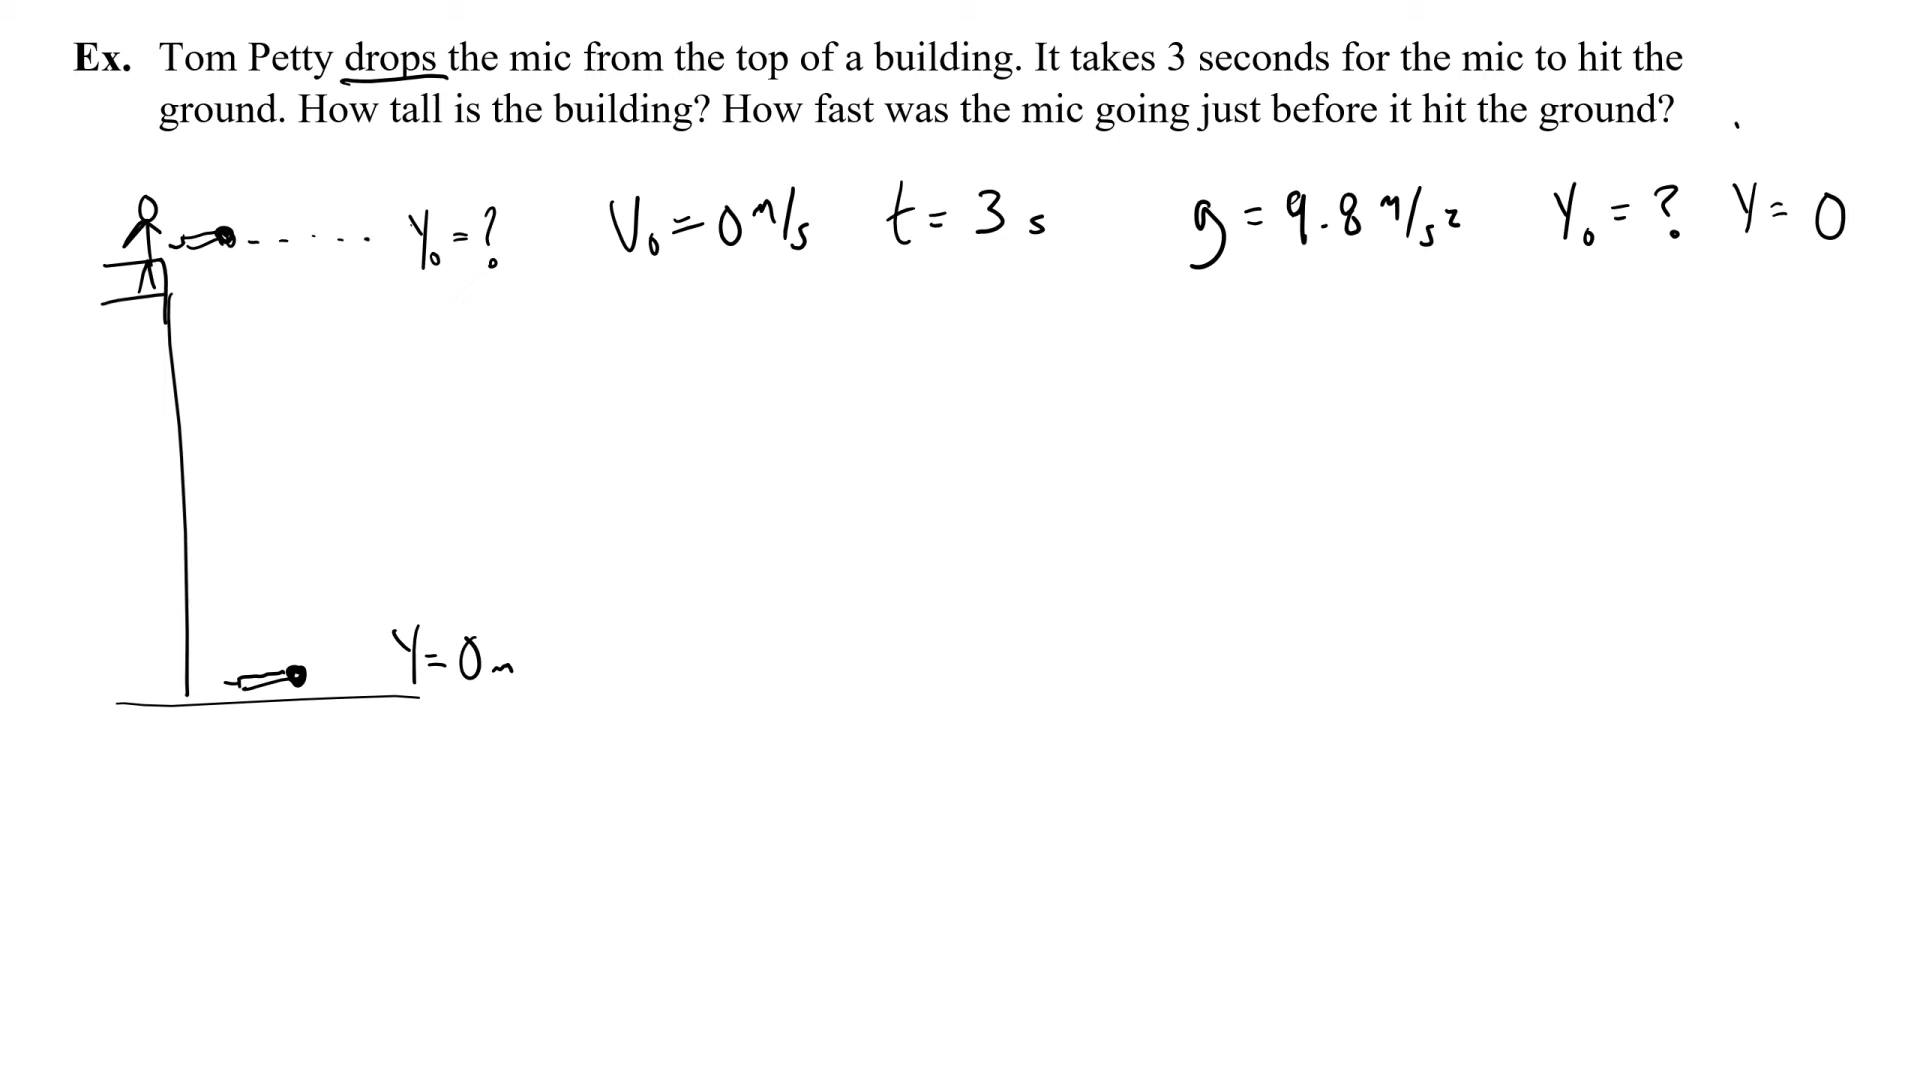 Ex. Tom Petty drops the mic from the top of a building. It takes 3 seconds for the mic to hit the
ground. How tall is the building? How fast was the mic going just before it hit the ground?
Y₀ = ? V₀ = 0 m/s t = 3 s g = 9.8 m/s² Y₀ = ? Y = 0
Y = 0 m